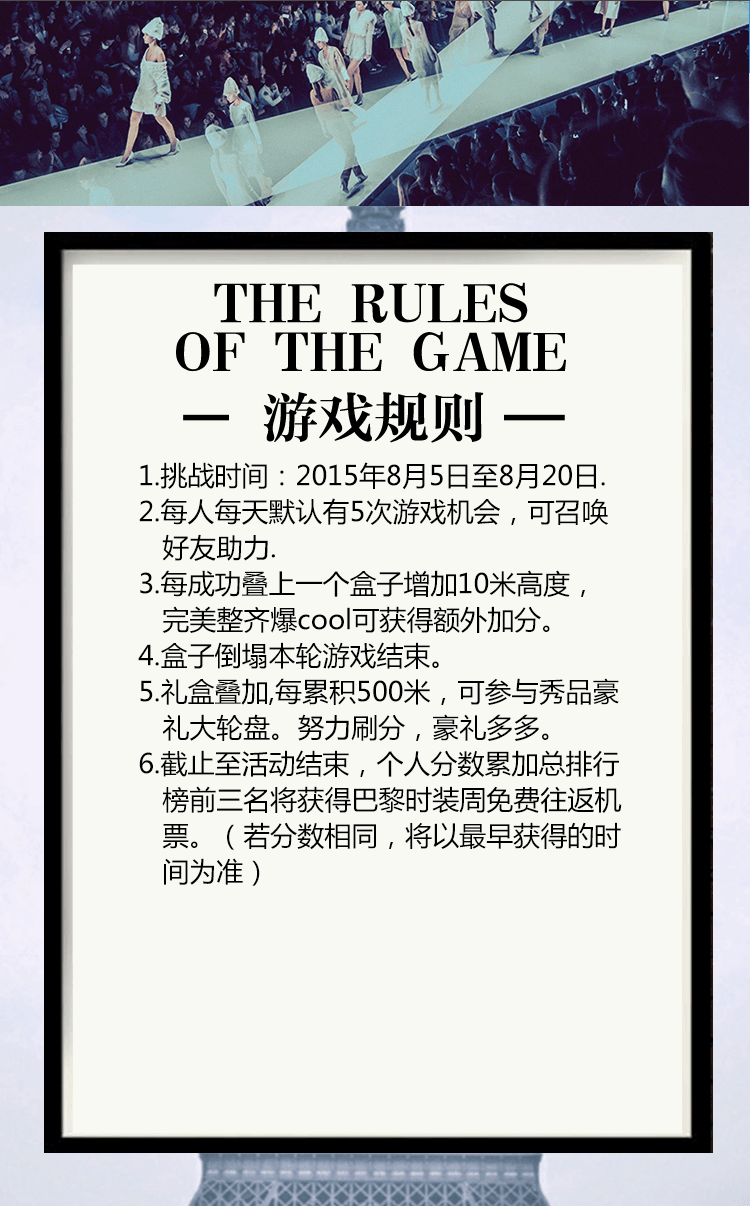 THE RULES
OF THE GAME
— 游戏规则 —
1.挑战时间：2015年8月5日至8月20日.
2.每人每天默认有5次游戏机会，可召唤
好友助力.
3.每成功叠上一个盒子增加10米高度，
完美整齐爆cool可获得额外加分。
4.盒子倒塌本轮游戏结束。
5.礼盒叠加,每累积500米，可参与秀品豪
礼大轮盘。努力刷分，豪礼多多。
6.截止至活动结束，个人分数累加总排行
榜前三名将获得巴黎时装周免费往返机
票。（若分数相同，将以最早获得的时
间为准）